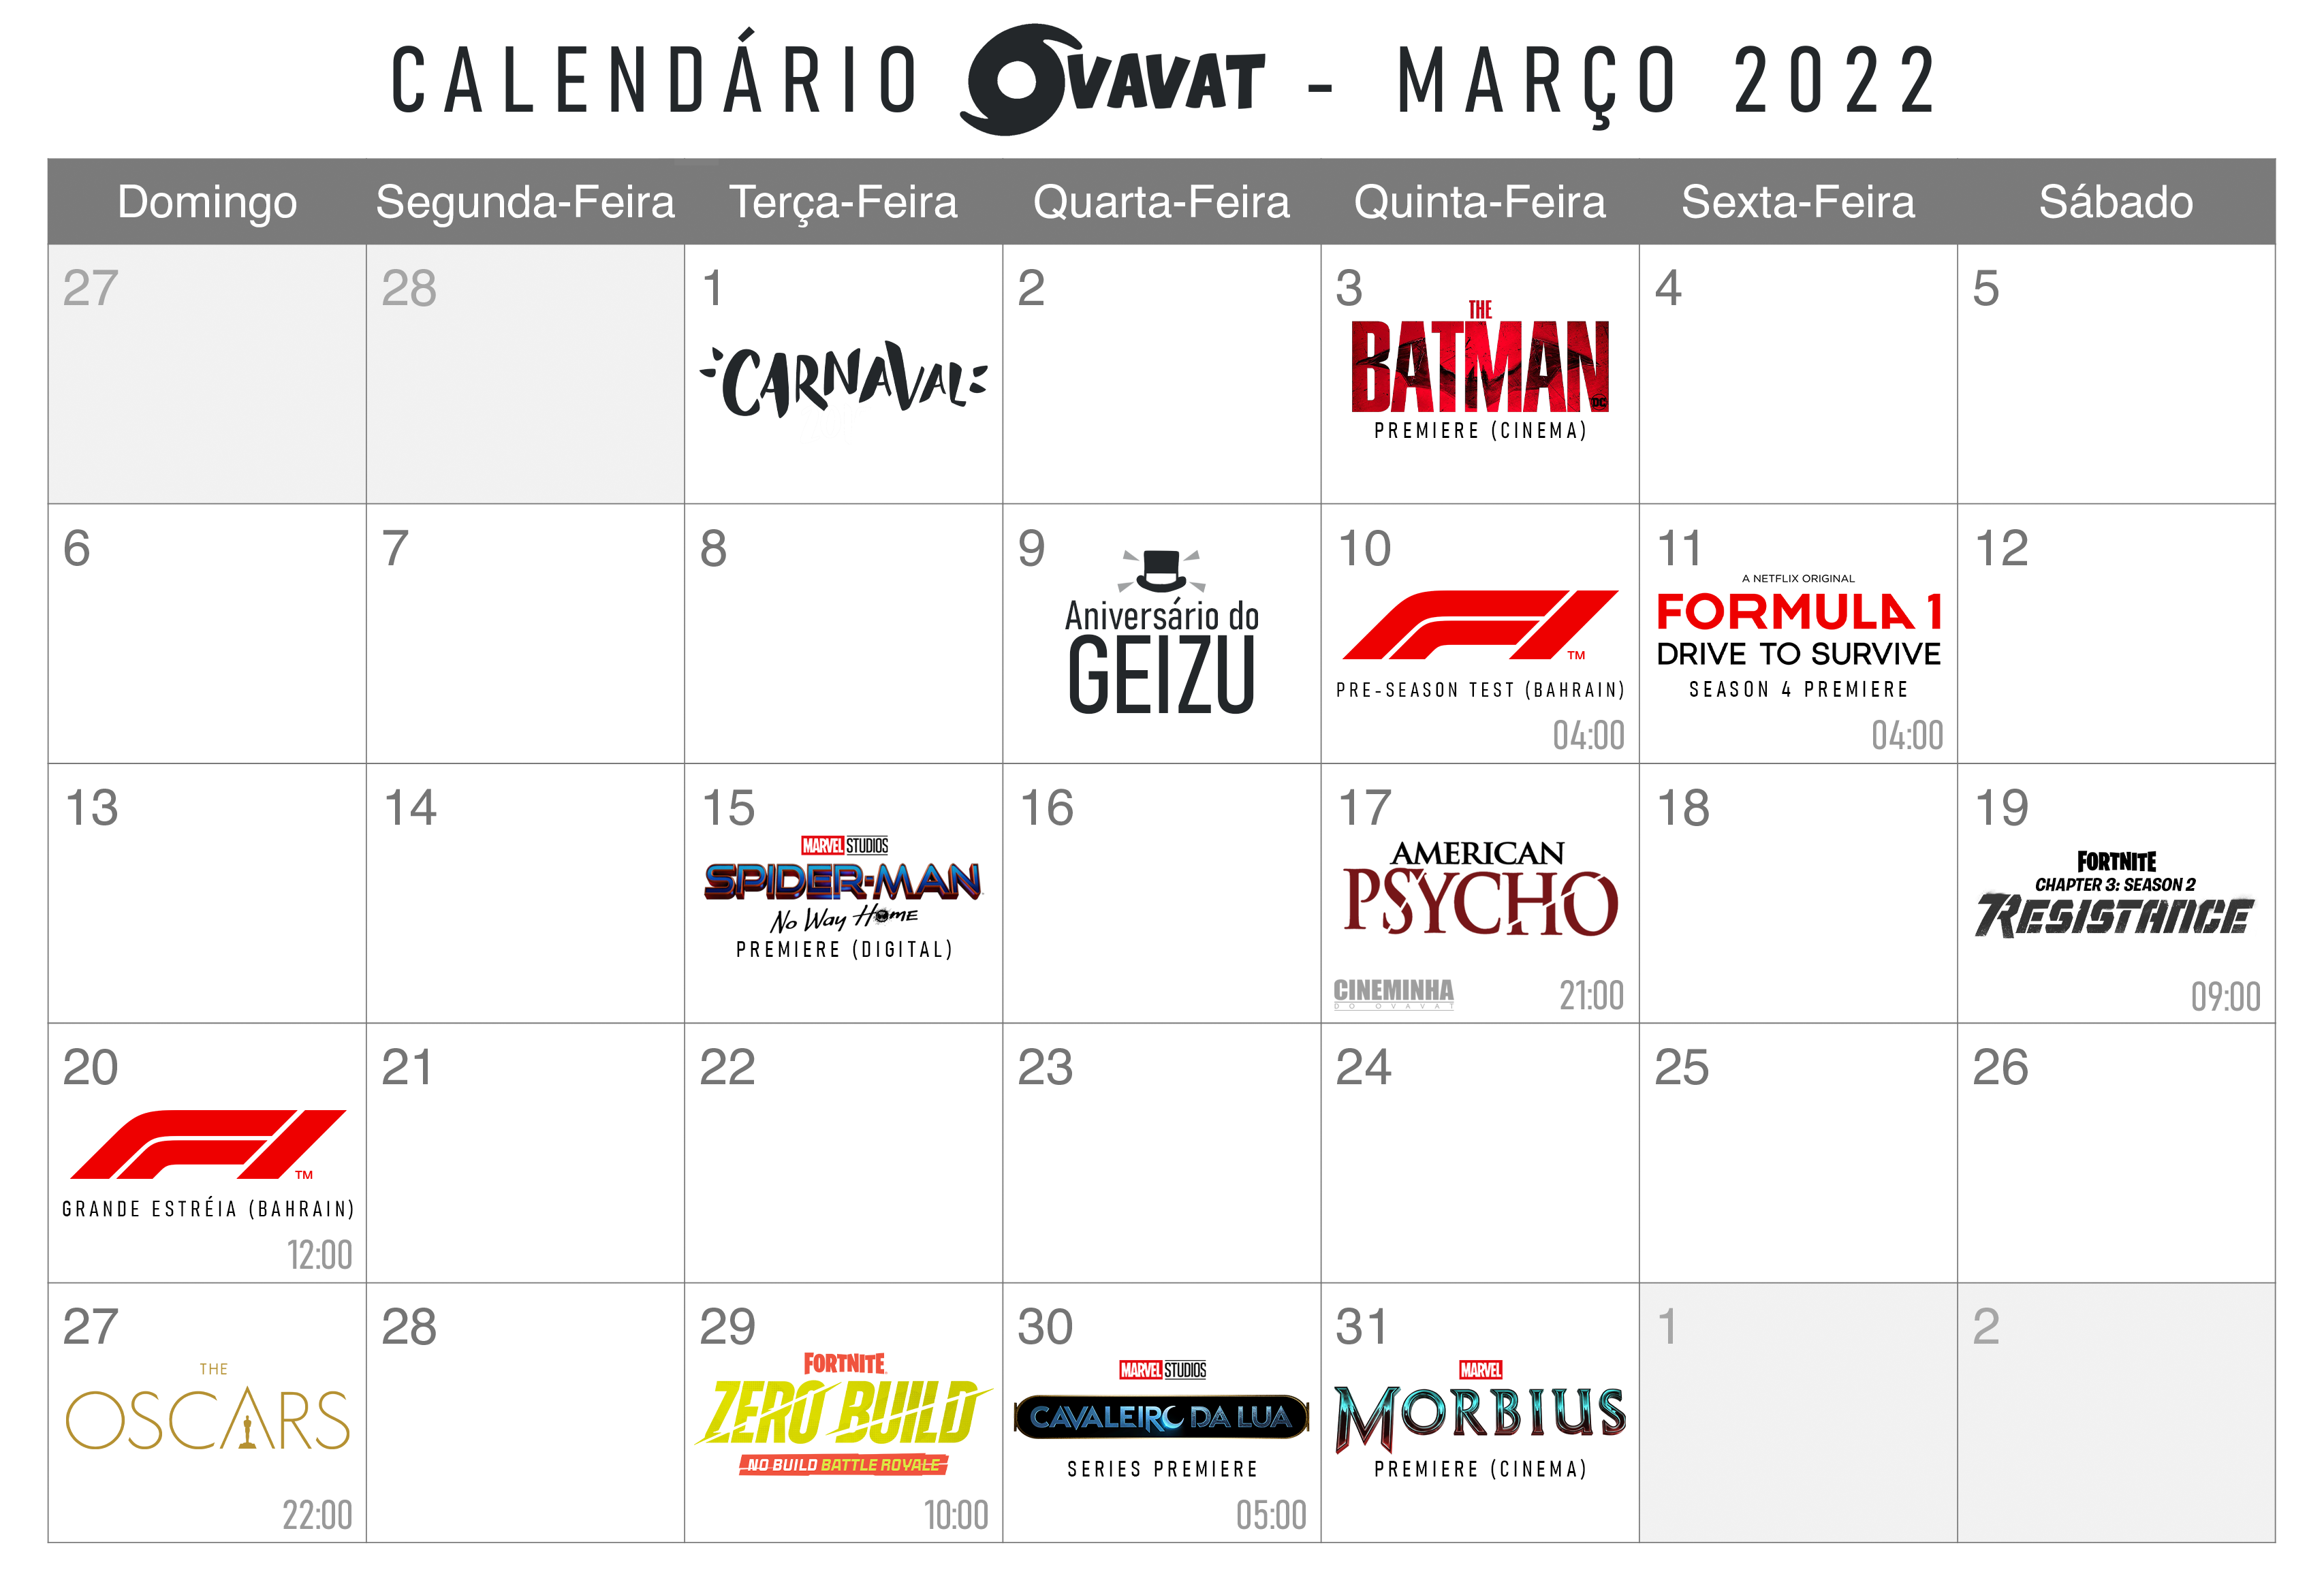 CALENDÁRIO OVAVAT - MARÇO 2022
Domingo Segunda-Feira Terça-Feira Quarta-Feira Quinta-Feira Sexta-Feira Sábado
27
28
1
CARNAVAL
2
3
THE
BATMAN
DC
PREMIERE (CINEMA)
4
5
6
7
8
9
Aniversário do
GEIZU
10
F1
TM
PRE-SEASON TEST (BAHRAIN)
04:00
11
A NETFLIX ORIGINAL
FORMULA 1
DRIVE TO SURVIVE
SEASON 4 PREMIERE
04:00
12
13
14
15
MARVEL STUDIOS
SPIDER-MAN
NO WAY HOME
PREMIERE (DIGITAL)
16
17
AMERICAN
PSYCHO
CINEMINHA
DO OVAVAT
21:00
18
19
FORTNITE
CHAPTER 3: SEASON 2
RESISTANCE
09:00
20
F1
TM
GRANDE ESTRÉIA (BAHRAIN)
12:00
21
22
23
24
25
26
27
THE
OSCARS
22:00
28
29
FORTNITE
ZERO BUILD
NO BUILD BATTLE ROYALE
10:00
30
MARVEL STUDIOS
CAVALEIRO DA LUA
SERIES PREMIERE
05:00
31
MARVEL
MORBIUS
PREMIERE (CINEMA)
1
2